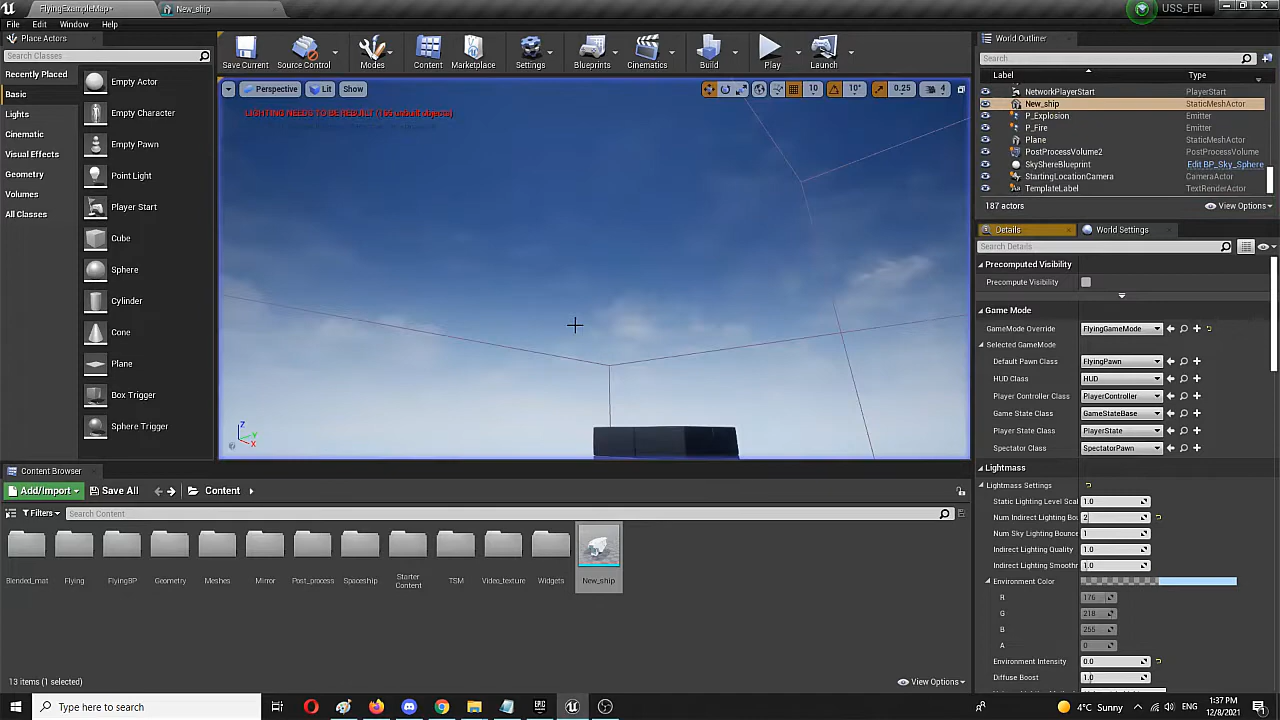 FlyingExampleMap*
New_ship
USS_FEI
File Edit Window Help
Place Actors
Search Classes
Recently Placed
Basic
Lights
Cinematic
Visual Effects
Geometry
Volumes
All Classes
Empty Actor
Empty Character
Empty Pawn
Point Light
Player Start
Cube
Sphere
Cylinder
Cone
Plane
Box Trigger
Sphere Trigger
Save Current
Source Control
Modes
Content
Marketplace
Settings
Blueprints
Cinematics
Build
Play
Launch
Perspective Lit Show
10 10° 0.25 4
Z
Y
X
World Outliner
Search...
Label Type
NetworkPlayerStart PlayerStart
New_ship StaticMeshActor
P_Explosion Emitter
P_Fire Emitter
Plane StaticMeshActor
PostProcessVolume2 PostProcessVolume
SkyShereBlueprint Edit BP_Sky_Sphere
StartingLocationCamera CameraActor
TemplateLabel TextRenderActor
187 actors
View Options
Details
World Settings
Search Details
Precomputed Visibility
Precompute Visibility
Game Mode
GameMode Override FlyingGameMode
Selected GameMode
Default Pawn Class FlyingPawn
HUD Class HUD
Player Controller Class PlayerController
Game State Class GameStateBase
Player State Class PlayerState
Spectator Class SpectatorPawn
Lightmass
Lightmass Settings
Static Lighting Level Scal 1.0
Num Indirect Lighting Bou 2
Num Sky Lighting Bounce 1
Indirect Lighting Quality 1.0
Indirect Lighting Smoothn 1.0
Environment Color
R 176
G 218
B 255
A 0
Environment Intensity 0.0
Diffuse Boost 1.0
Content Browser
Add/Import Save All Content
Filters Search Content
Blended_mat
Flying
FlyingBP
Geometry
Meshes
Mirror
Post_process
Spaceship
Starter
Content
TSM
Video_texture
Widgets
New_ship
13 items (1 selected)
View Options
Type here to search
4°C Sunny
1:37 PM
12/8/2021